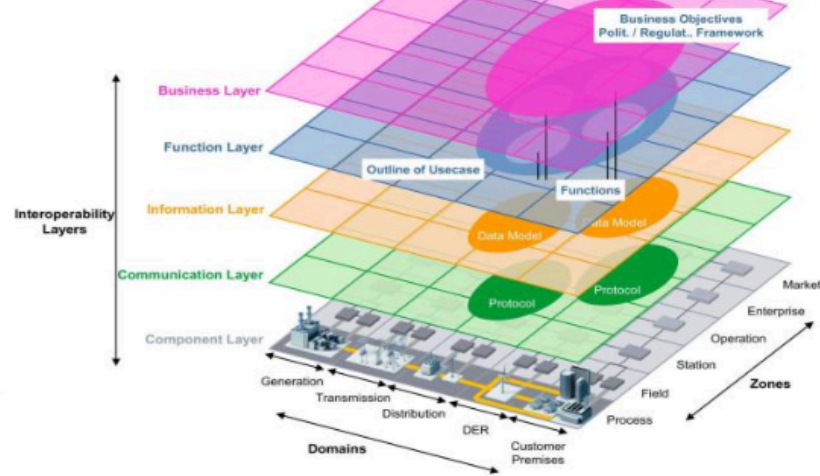 Business Objectives
Polit. / Regulat.. Framework
Business Layer
Function Layer
Outline of Usecase
Functions
Interoperability
Layers
Information Layer
Data Model
Data Model
Communication Layer
Protocol
Protocol
Component Layer
Market
Enterprise
Operation
Station
Field
Process
Zones
Generation
Transmission
Distribution
DER
Customer
Premises
Domains